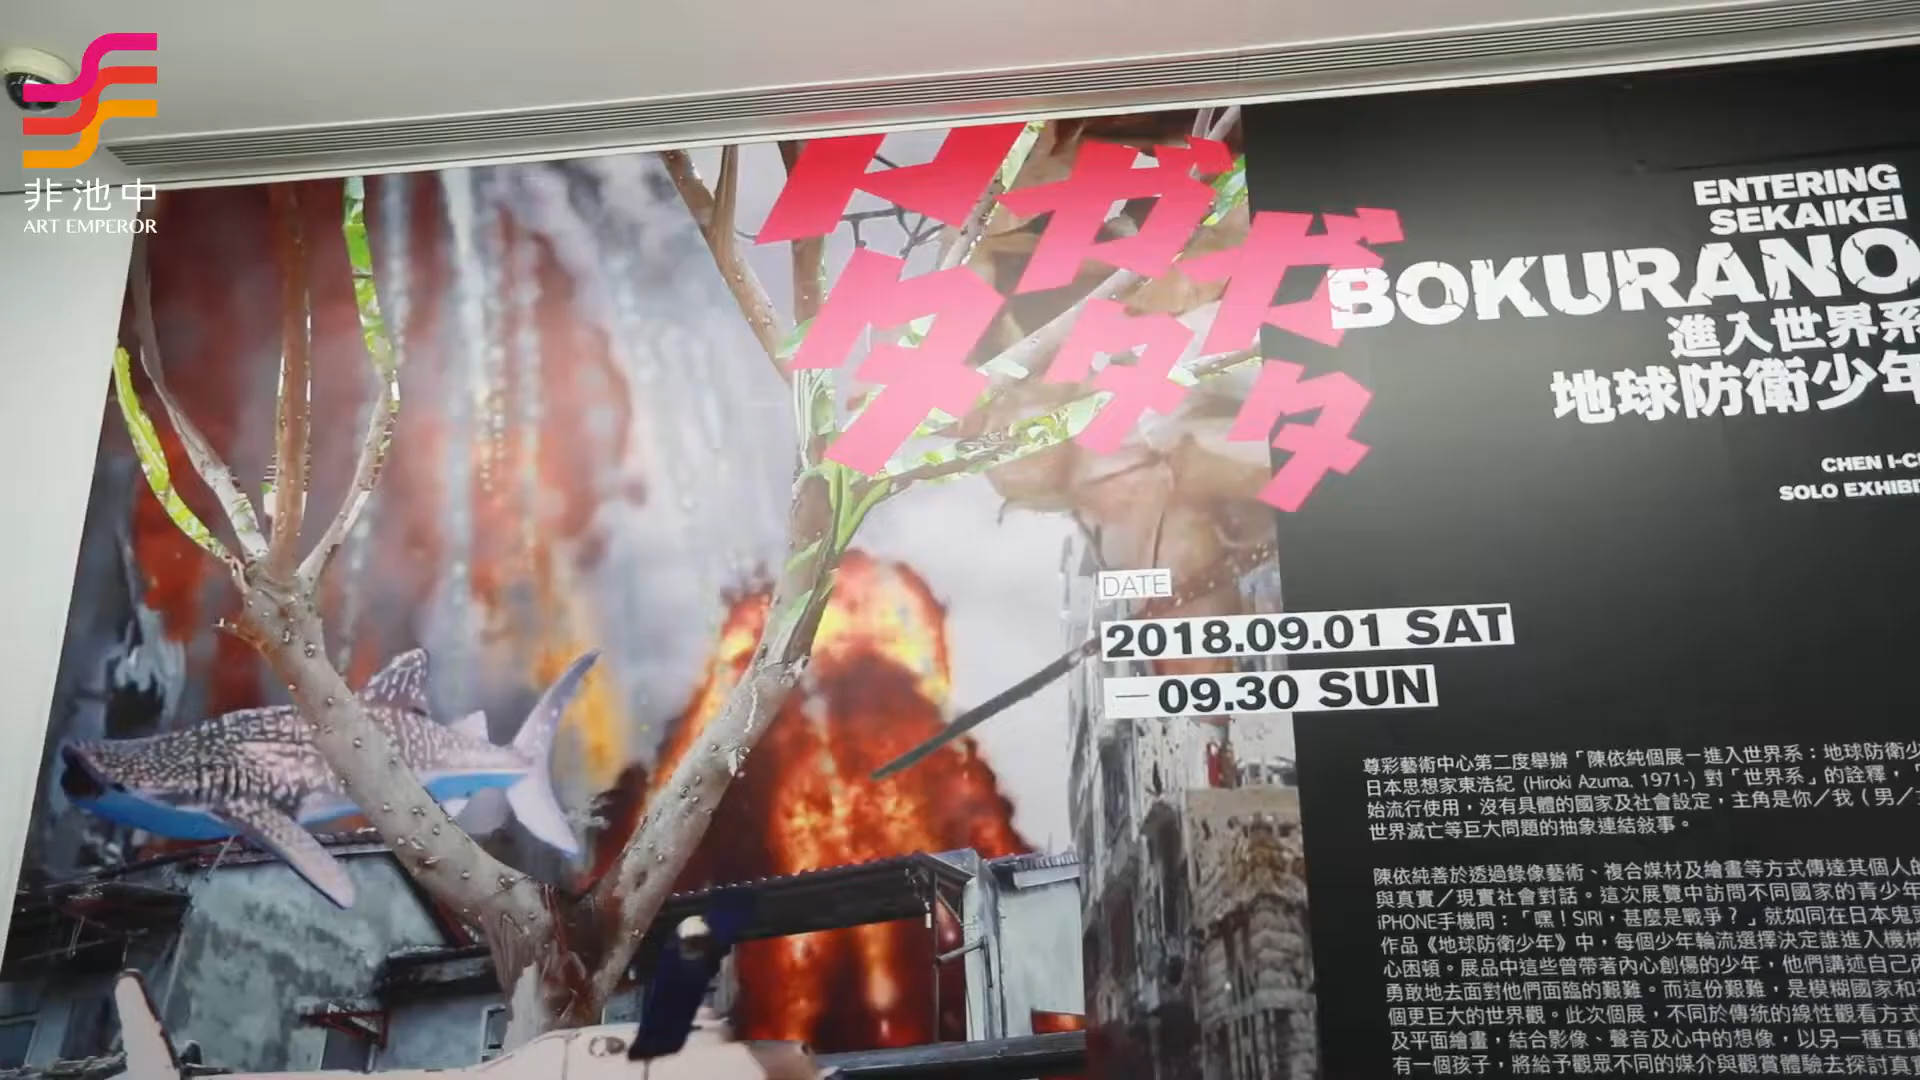 非池中
ART EMPEROR
ドガガ
タタタ
ENTERING
SEKAIKEI
BOKURANO
進入世界系
地球防衛少年
CHEN I-C
SOLO EXHIBI
DATE
2018.09.01 SAT
—09.30 SUN
尊彩藝術中心第二度舉辦「陳依純個展－進入世界系：地球防衛少
日本思想家東浩紀 (Hiroki Azuma, 1971-) 對「世界系」的詮釋，「
始流行使用，沒有具體的國家及社會設定，主角是你／我（男／
世界滅亡等巨大問題的抽象連結敍事。
陳依純善於透過錄像藝術、複合媒材及繪畫等方式傳達其個人的
與真實／現實社會對話。這次展覽中訪問不同國家的青少年
iPHONE手機問：「嘿！SIRI，甚麼是戰爭？」就如同在日本鬼頭
作品《地球防衛少年》中，每個少年輪流選擇決定誰進入機械
心困頓。展品中這些曾帶著內心創傷的少年，他們講述自己內
勇敢地去面對他們面臨的艱難。而這份艱難，是模糊國家和
個更巨大的世界觀。此次個展，不同於傳統的線性觀看方式
及平面繪畫，結合影像、聲音及心中的想像，以另一種互動
有一個孩子，將給予觀眾不同的媒介與觀賞體驗去探討真實